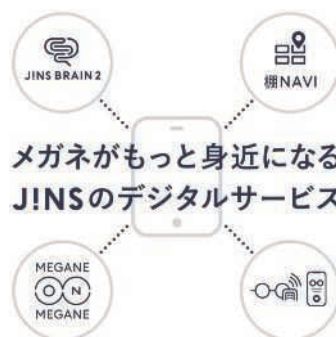 J!NS BRAIN 2
棚NAVI
メガネがもっと身近になる
J!NSのデジタルサービス
MEGANE
ON
MEGANE